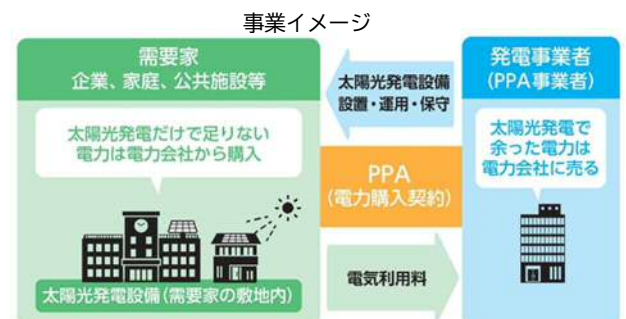 事業イメージ
需要家
企業、家庭、公共施設等
太陽光発電だけで足りない
電力は電力会社から購入
太陽光発電設備(需要家の敷地内)
太陽光発電設備
設置・運用・保守
PPA
(電力購入契約)
電気利用料
発電事業者
(PPA事業者)
太陽光発電で
余った電力は
電力会社に売る